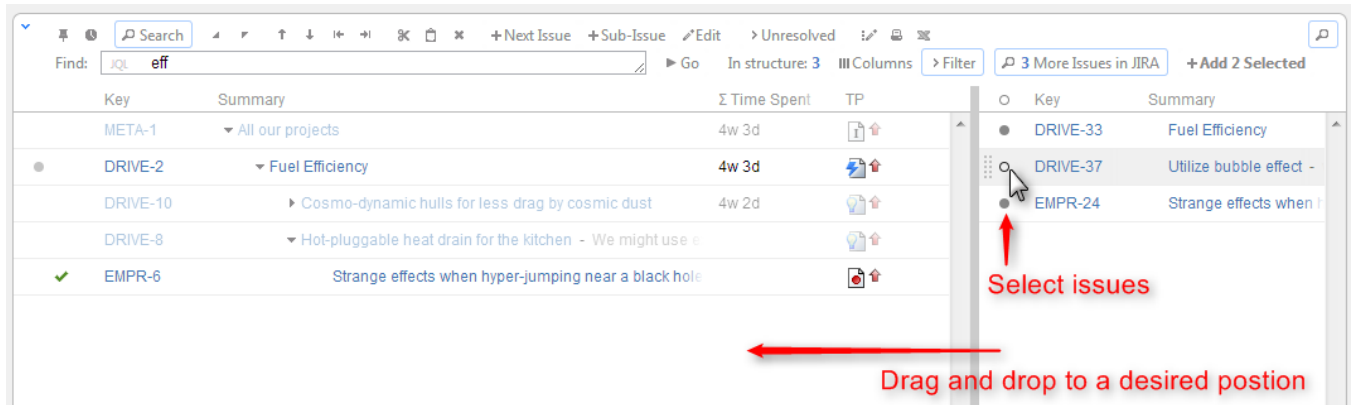 Search +Next Issue +Sub-Issue Edit Unresolved
Find: JQL eff Go In structure: 3 Columns Filter 3 More Issues in JIRA +Add 2 Selected
Key Summary Σ Time Spent TP Key Summary
META-1 All our projects 4w 3d DRIVE-33 Fuel Efficiency
DRIVE-2 Fuel Efficiency 4w 3d DRIVE-37 Utilize bubble effect -
DRIVE-10 Cosmo-dynamic hulls for less drag by cosmic dust 4w 2d EMPR-24 Strange effects when
DRIVE-8 Hot-pluggable heat drain for the kitchen - We might use
EMPR-6 Strange effects when hyper-jumping near a black hole
Select issues
Drag and drop to a desired postion